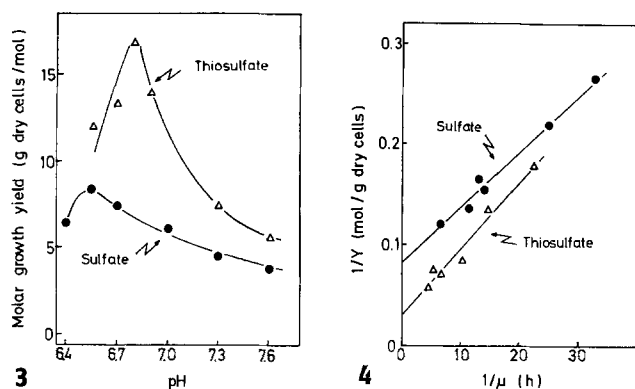 Molar growth yield (g dry cells/mol)
15
10
5
0
Thiosulfate
Sulfate
6.4 6.7 7.0 7.3 7.6
pH
3
1/Y (mol/g dry cells)
0.3
0.2
0.1
0
Sulfate
Thiosulfate
0 10 20 30
1/μ (h)
4